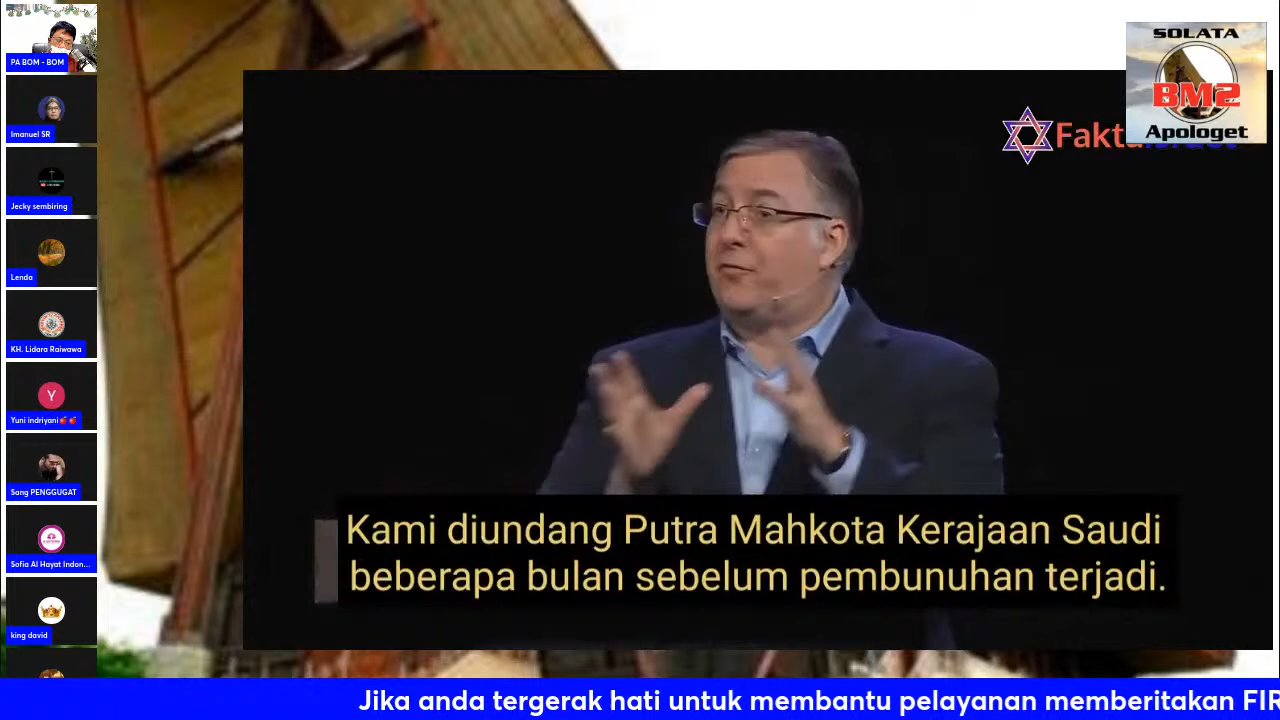 PA BOM - BOM
Imanuel SR
Jecky sembiring
Lenda
KH. Lidara Raiwawa
Y
Yuni indriyani🍎🍎
Sang PENGGUGAT
Sofia Al Hayat Indon...
king david
SOLATA
BM2
Apologet
Fakta
Kami diundang Putra Mahkota Kerajaan Saudi
beberapa bulan sebelum pembunuhan terjadi.
Jika anda tergerak hati untuk membantu pelayanan memberitakan FIR